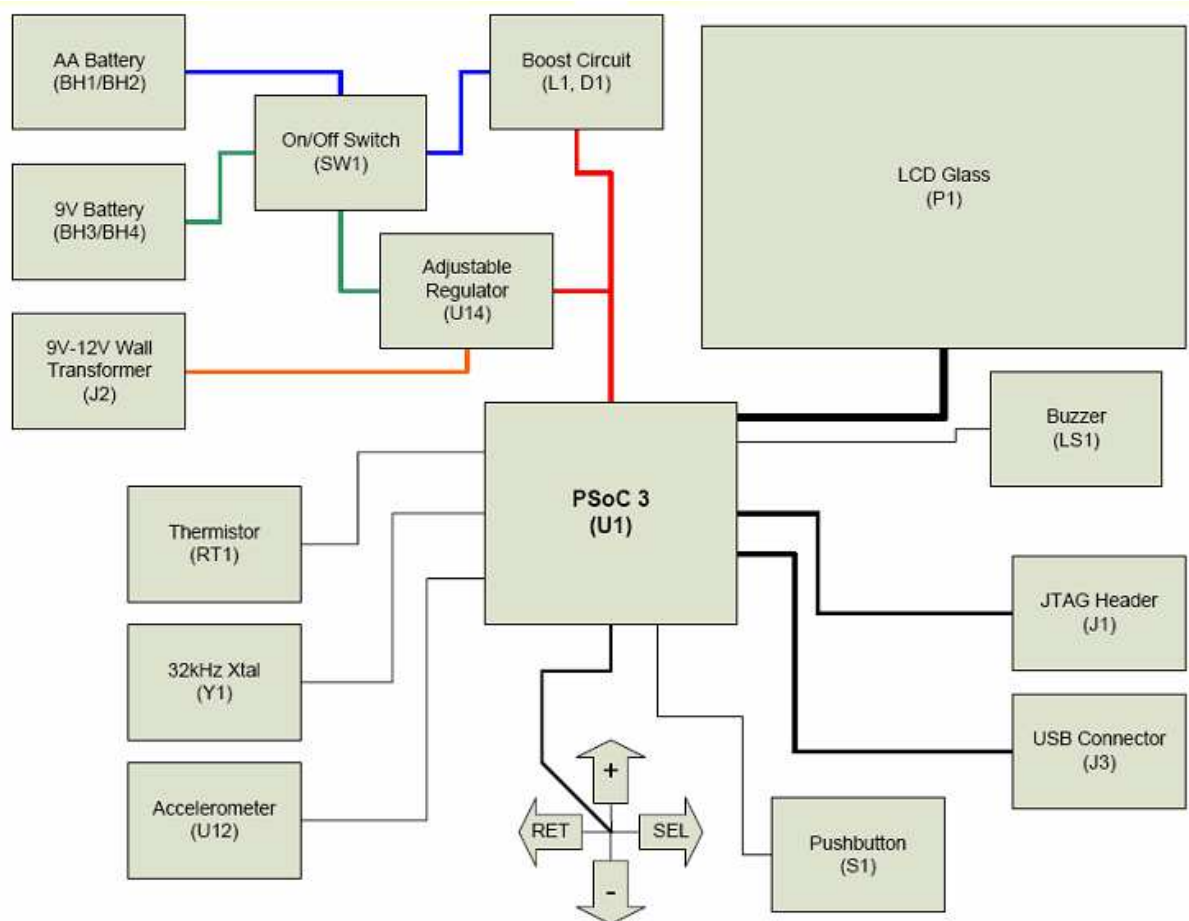 AA Battery
(BH1/BH2)
Boost Circuit
(L1, D1)
On/Off Switch
(SW1)
LCD Glass
(P1)
9V Battery
(BH3/BH4)
Adjustable
Regulator
(U14)
9V-12V Wall
Transformer
(J2)
Buzzer
(LS1)
PSoC 3
(U1)
Thermistor
(RT1)
JTAG Header
(J1)
32kHz Xtal
(Y1)
USB Connector
(J3)
Accelerometer
(U12)
+
RET
SEL
-
Pushbutton
(S1)